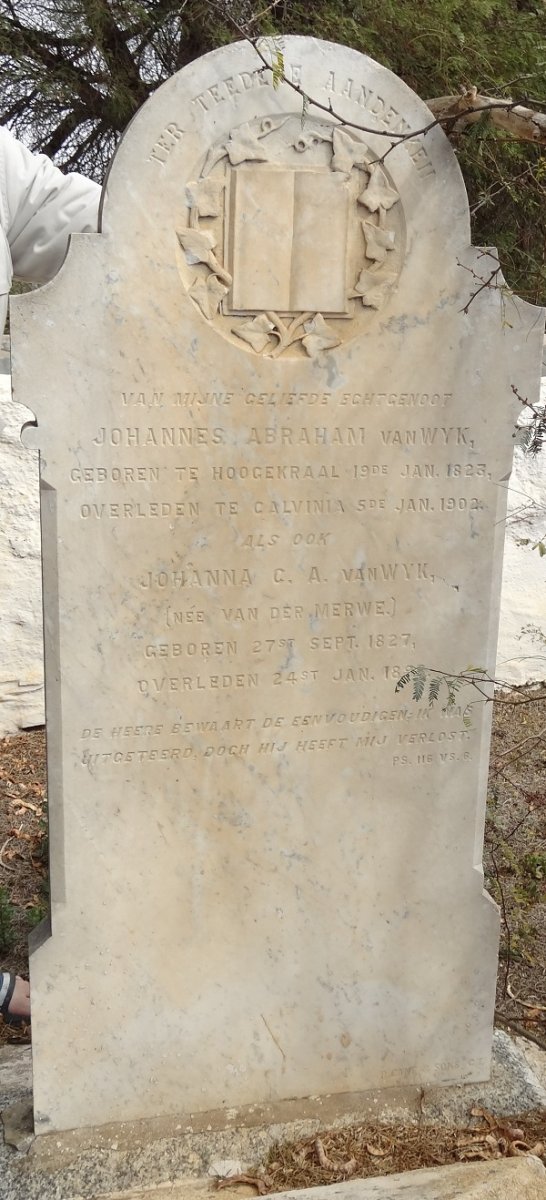 TER TEEDERE AANDENKEN
VAN MIJNE GELIEFDE ECHTGENOOT
JOHANNES ABRAHAM VAN WYK,
GEBOREN TE HOOGEKRAAL 19DE JAN. 1823,
OVERLEDEN TE CALVINIA 5DE JAN. 1902.
ALS OOK
JOHANNA C. A. VAN WYK,
(NÉE VAN DER MERWE.)
GEBOREN 27ST SEPT. 1827,
OVERLEDEN 24ST JAN.
DE HEERE BEWAART DE EENVOUDIGEN; IK WAS
UITGETEERD, DOCH HIJ HEEFT MIJ VERLOST.
PS. 116 VS. 6.